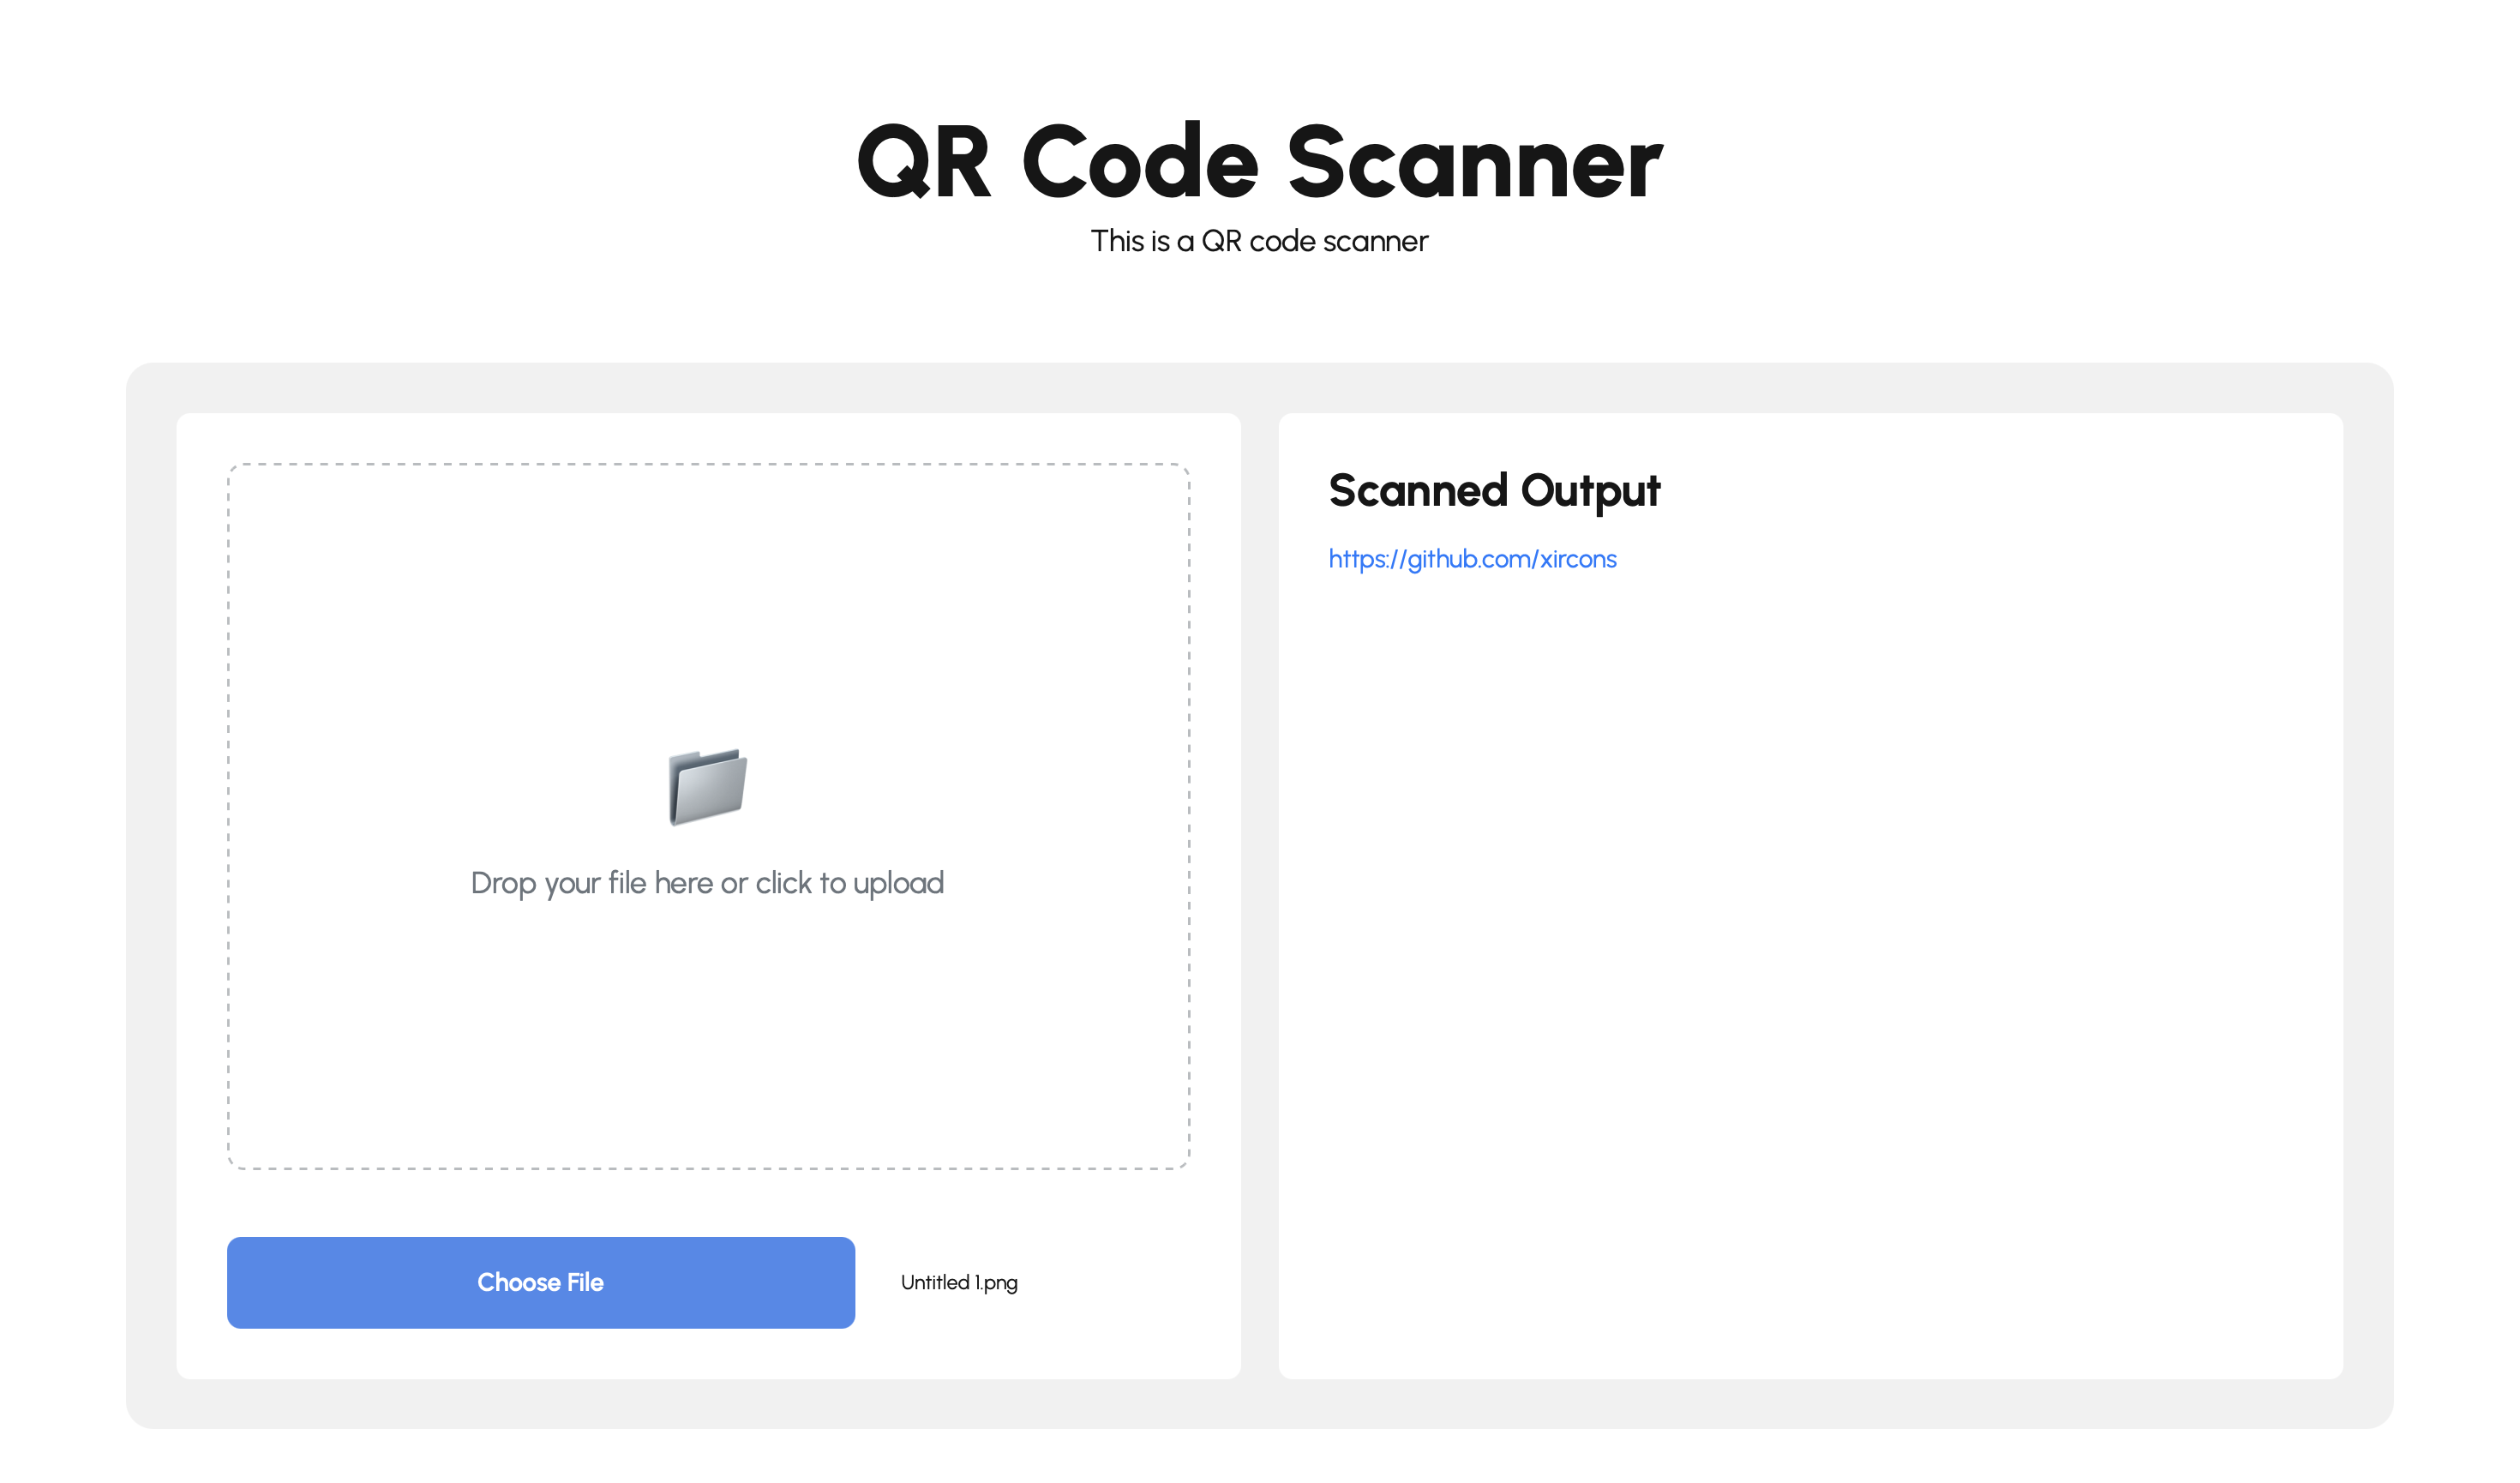 QR Code Scanner
This is a QR code scanner
Drop your file here or click to upload
Choose File
Untitled 1.png
Scanned Output
https://github.com/xircons